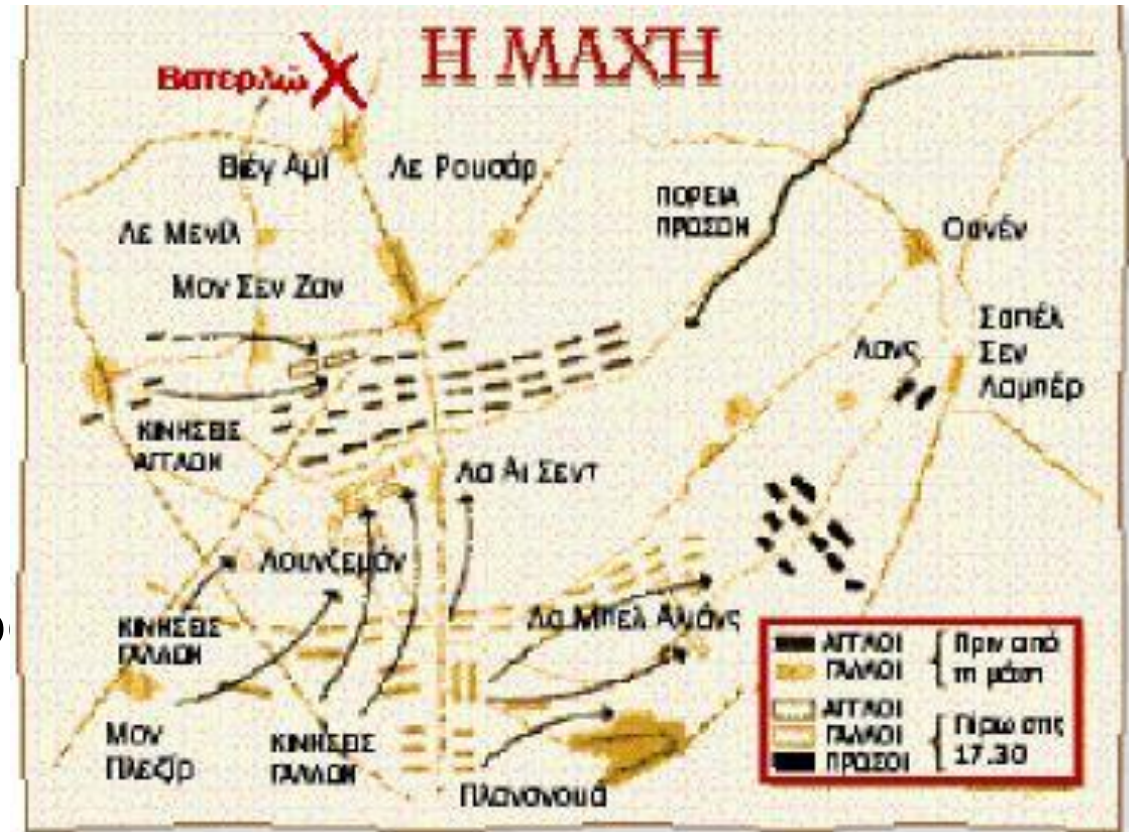 Η ΜΑΧΗ
Βατερλώ
Βιέγ Αμί
Λε Ρουσάρ
ΠΟΡΕΙΑ
ΠΡΩΣΩΝ
Οανέν
Λε Μενίλ
Μον Σεν Ζαν
Σαπέλ
Σεν
Λαμπέρ
Λανς
ΚΙΝΗΣΕΙΣ
ΑΓΓΛΩΝ
Λα Αι Σεντ
Λουνζεμάν
Λα Μπελ Αλιάνς
ΚΙΝΗΣΕΙΣ
ΓΑΛΛΩΝ
Μον
Πλεζίρ
ΚΙΝΗΣΕΙΣ
ΓΑΛΛΩΝ
Πλανσνουά
ΑΓΓΛΟΙ
ΓΑΛΛΟΙ
Πριν από
τη μάχη
ΑΓΓΛΟΙ
ΓΑΛΛΟΙ
ΠΡΩΣΟΙ
Γύρω στις
17.30